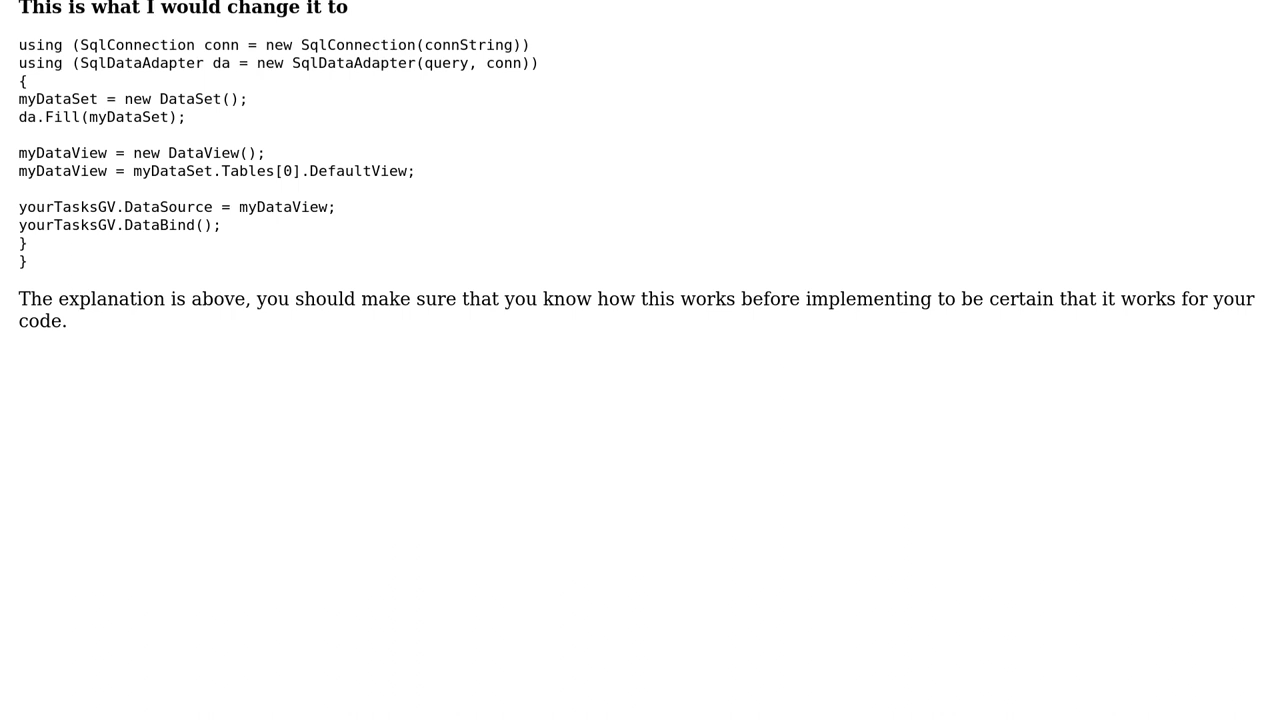 This is what I would change it to
using (SqlConnection conn = new SqlConnection(connString))
using (SqlDataAdapter da = new SqlDataAdapter(query, conn))
{
myDataSet = new DataSet();
da.Fill(myDataSet);
myDataView = new DataView();
myDataView = myDataSet.Tables[0].DefaultView;
yourTasksGV.DataSource = myDataView;
yourTasksGV.DataBind();
}
}
The explanation is above, you should make sure that you know how this works before implementing to be certain that it works for your
code.